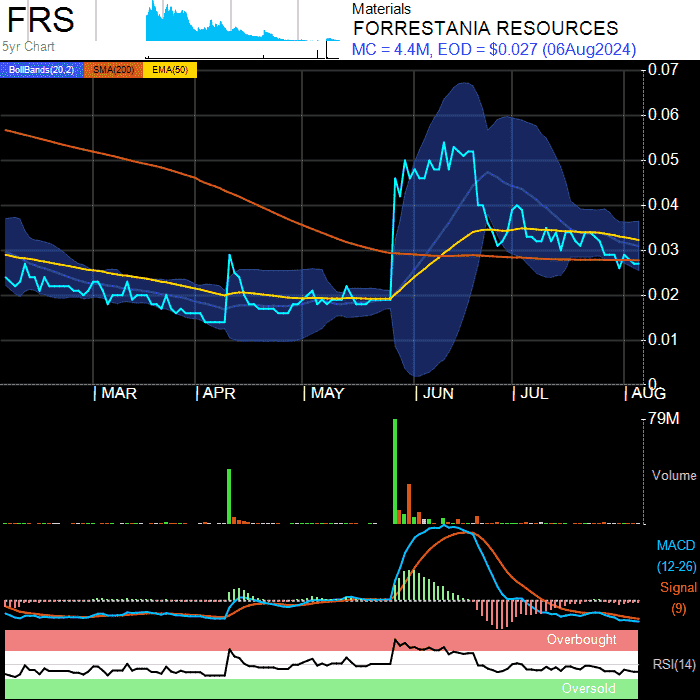 FRS
5yr Chart
Materials
FORRESTANIA RESOURCES
MC = 4.4M, EOD = $0.027 (06Aug2024)
BollBands(20,2) SMA(200) EMA(50)
0.07
0.06
0.05
0.04
0.03
0.02
0.01
0
MAR APR MAY JUN JUL AUG
79M
Volume
MACD
(12-26)
Signal
(9)
Overbought
RSI(14)
Oversold